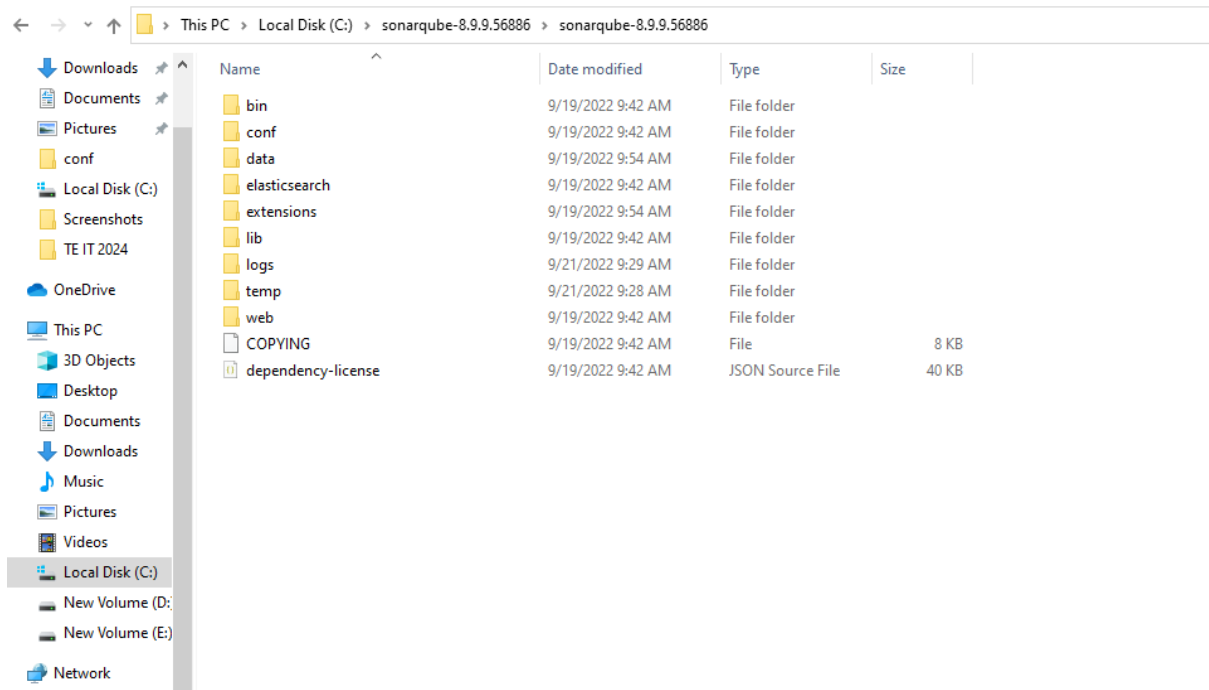 This PC > Local Disk (C:) > sonarqube-8.9.9.56886 > sonarqube-8.9.9.56886
Downloads
Documents
Pictures
conf
Local Disk (C:)
Screenshots
TE IT 2024
OneDrive
This PC
3D Objects
Desktop
Documents
Downloads
Music
Pictures
Videos
Local Disk (C:)
New Volume (D:
New Volume (E:)
Network
Name Date modified Type Size
bin 9/19/2022 9:42 AM File folder
conf 9/19/2022 9:42 AM File folder
data 9/19/2022 9:54 AM File folder
elasticsearch 9/19/2022 9:42 AM File folder
extensions 9/19/2022 9:54 AM File folder
lib 9/19/2022 9:42 AM File folder
logs 9/21/2022 9:29 AM File folder
temp 9/21/2022 9:28 AM File folder
web 9/19/2022 9:42 AM File folder
COPYING 9/19/2022 9:42 AM File 8 KB
dependency-license 9/19/2022 9:42 AM JSON Source File 40 KB